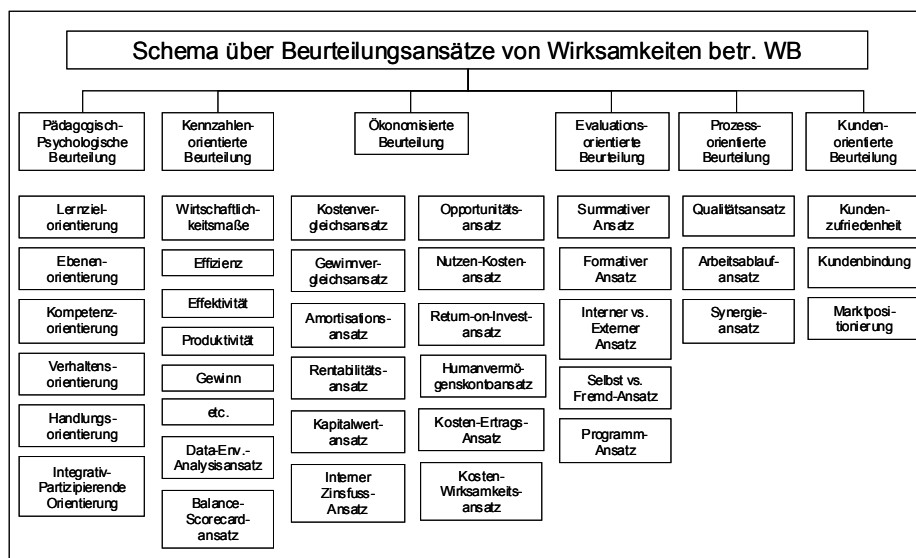 Schema über Beurteilungsansätze von Wirksamkeiten betr. WB
Pädagogisch-
Psychologische
Beurteilung
Kennzahlen-
orientierte
Beurteilung
Ökonomisierte
Beurteilung
Evaluations-
orientierte
Beurteilung
Prozess-
orientierte
Beurteilung
Kunden-
orientierte
Beurteilung
Lernziel-
orientierung
Ebenen-
orientierung
Kompetenz-
orientierung
Verhaltens-
orientierung
Handlungs-
orientierung
Integrativ-
Partizipierende
Orientierung
Wirtschaftlich-
keitsmaße
Effizienz
Effektivität
Produktivität
Gewinn
etc.
Data-Env.-
Analysisansatz
Balance-
Scorecard-
ansatz
Kostenver-
gleichsansatz
Gewinnver-
gleichsansatz
Amortisations-
ansatz
Rentabilitäts-
ansatz
Kapitalwert-
ansatz
Interner
Zinsfuss-
Ansatz
Opportunitäts-
ansatz
Nutzen-Kosten-
ansatz
Return-on-Invest-
ansatz
Humanvermö-
genskontoansatz
Kosten-Ertrags-
Ansatz
Kosten-
Wirksamkeits-
ansatz
Summativer
Ansatz
Formativer
Ansatz
Interner vs.
Externer
Ansatz
Selbst vs.
Fremd-Ansatz
Programm-
Ansatz
Qualitätsansatz
Arbeitsablauf-
ansatz
Synergie-
ansatz
Kunden-
zufriedenheit
Kundenbindung
Marktposi-
tionierung